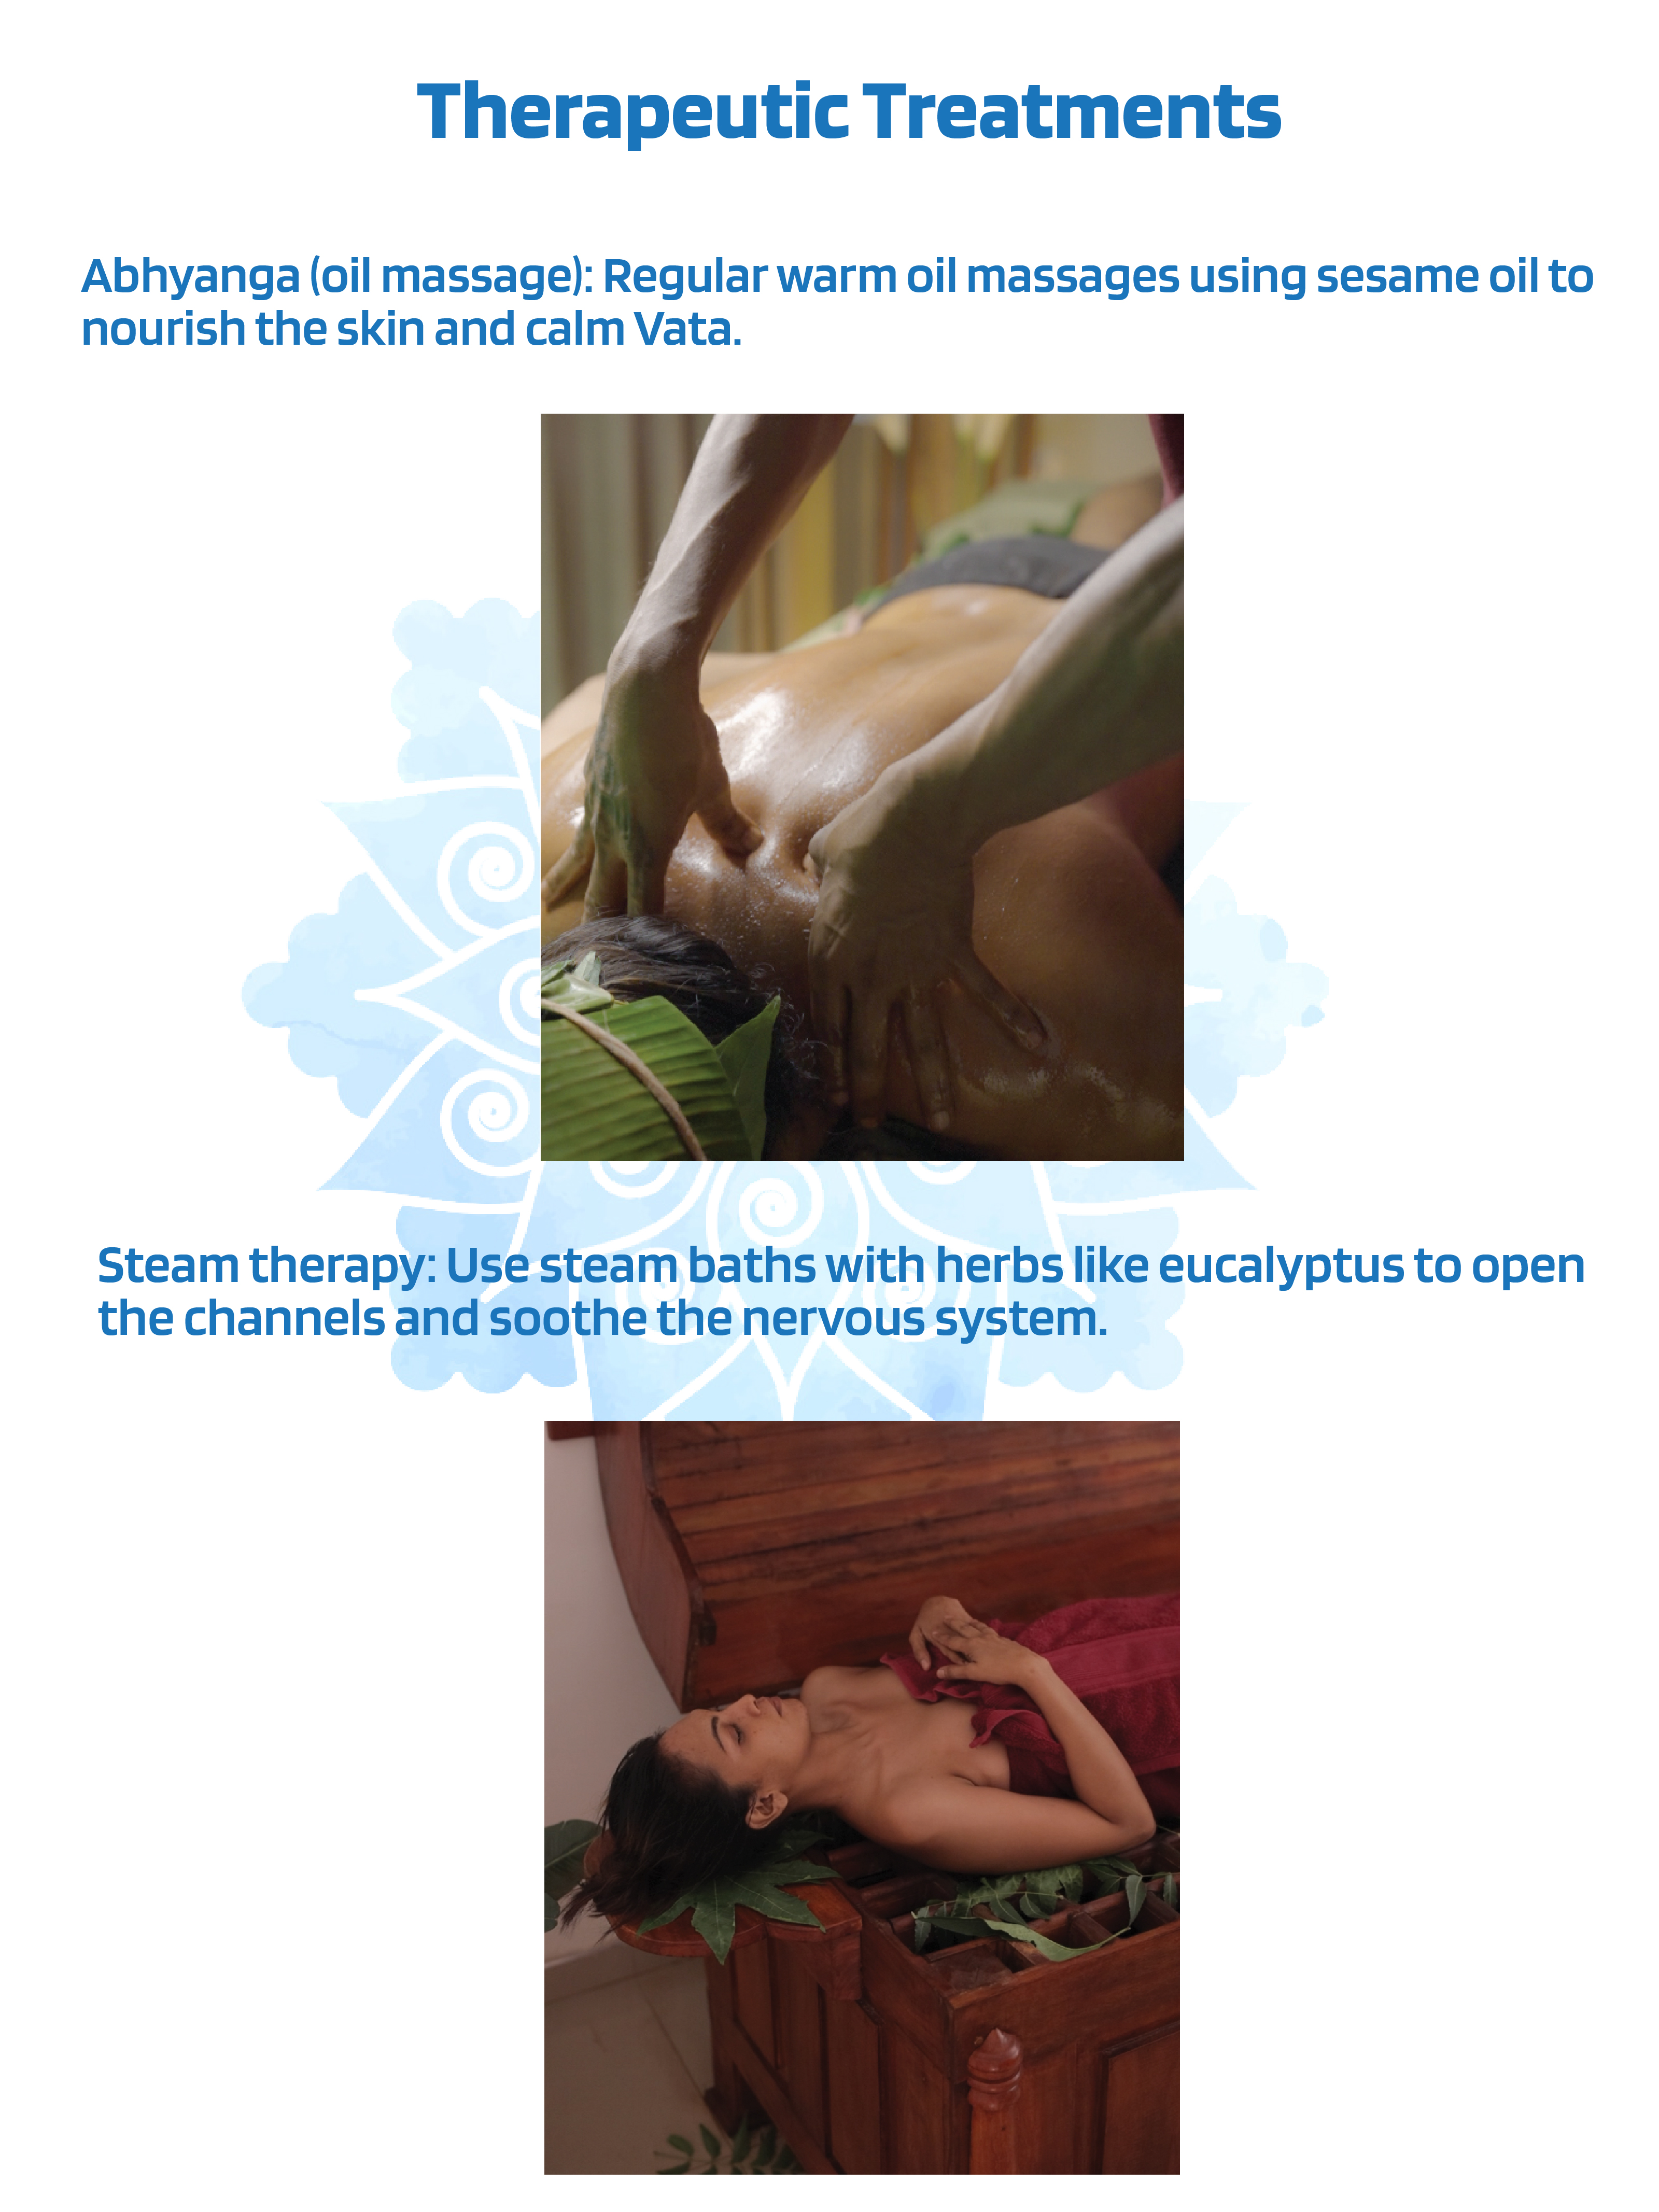 Therapeutic Treatments
Abhyanga (oil massage): Regular warm oil massages using sesame oil to
nourish the skin and calm Vata.
Steam therapy: Use steam baths with herbs like eucalyptus to open
the channels and soothe the nervous system.